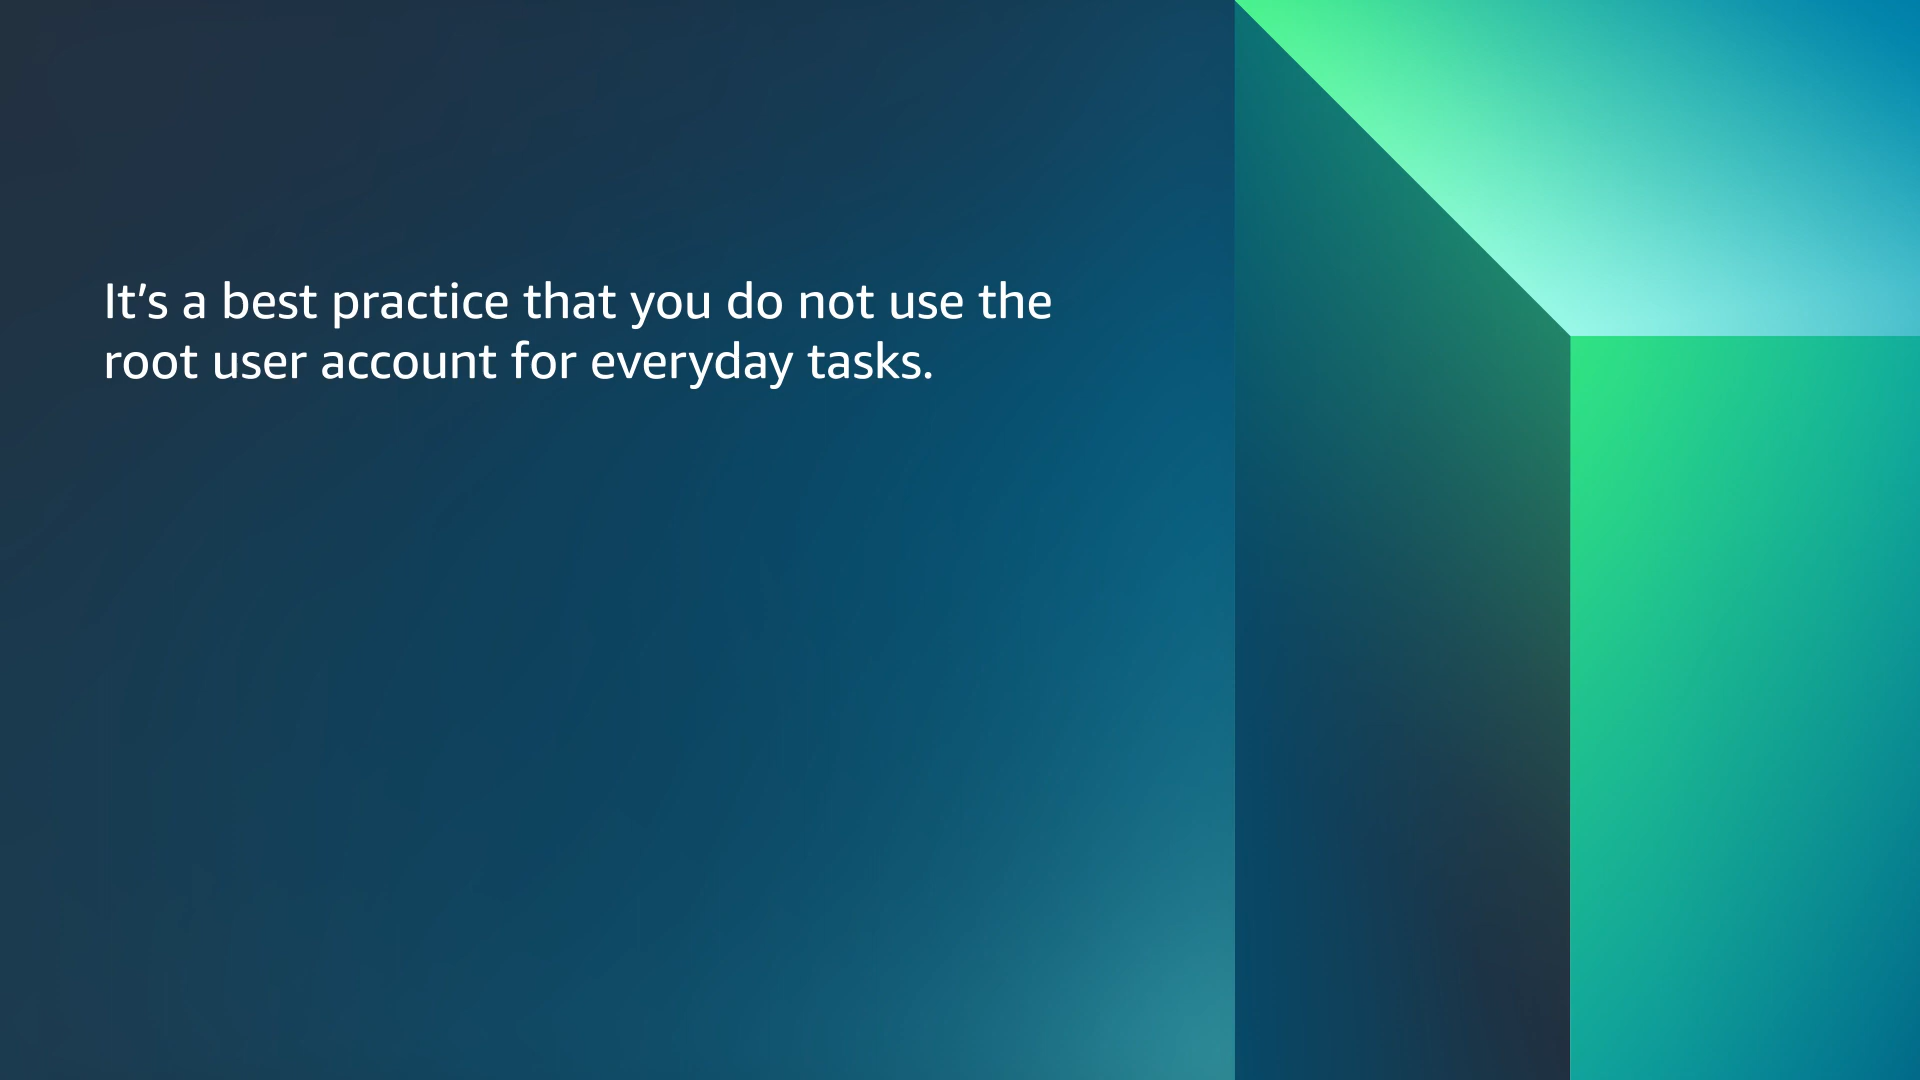 It’s a best practice that you do not use the
root user account for everyday tasks.